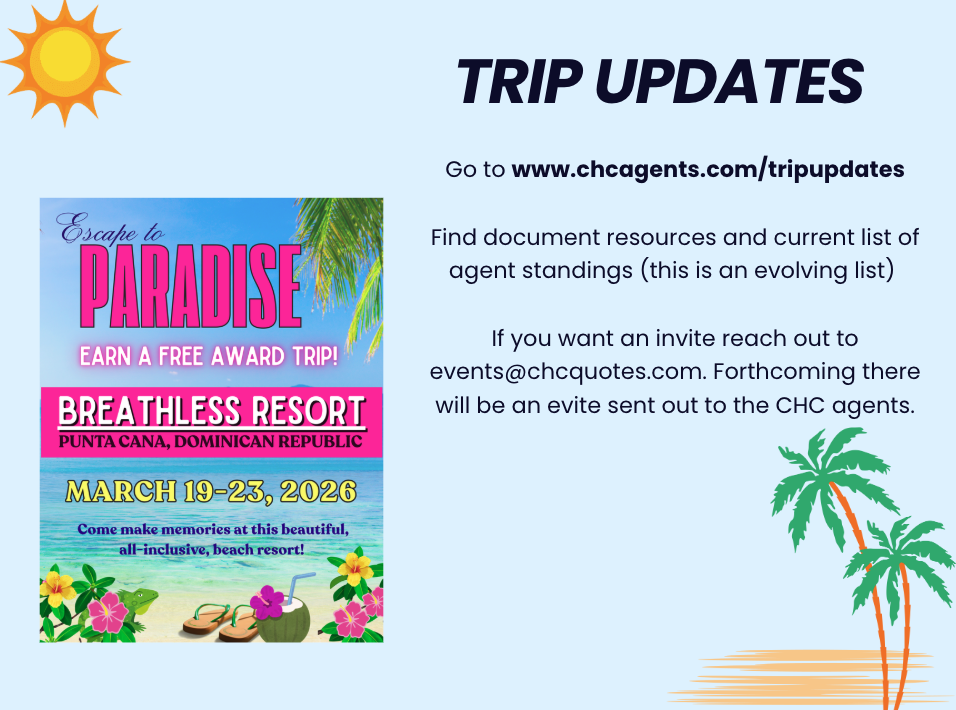 TRIP UPDATES
Go to www.chcagents.com/tripupdates
Find document resources and current list of
agent standings (this is an evolving list)
If you want an invite reach out to
events@chcquotes.com. Forthcoming there
will be an evite sent out to the CHC agents.
Escape to
PARADISE
EARN A FREE AWARD TRIP!
BREATHLESS RESORT
PUNTA CANA, DOMINICAN REPUBLIC
MARCH 19-23, 2026
Come make memories at this beautiful,
all-inclusive, beach resort!